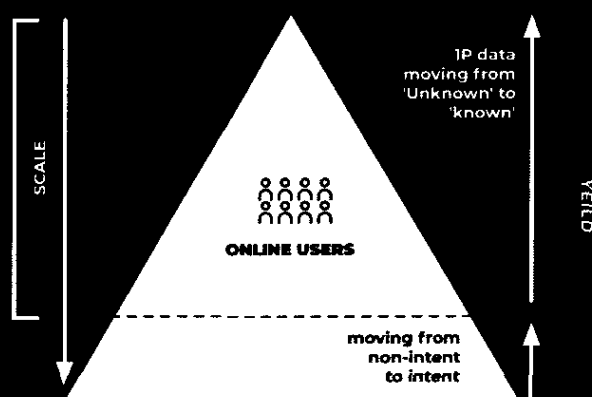 1P data
moving from
'Unknown' to
'known'
SCALE
YEILD
ONLINE USERS
moving from
non-intent
to intent